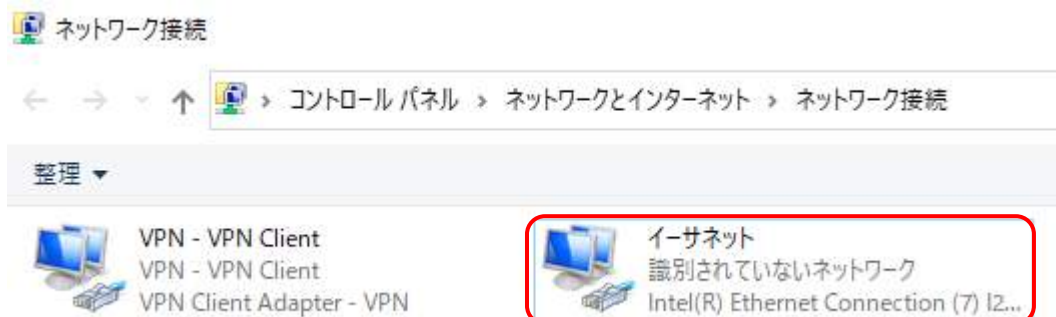 ネットワーク接続
コントロール パネル › ネットワークとインターネット › ネットワーク接続
整理
VPN - VPN Client
VPN - VPN Client
VPN Client Adapter - VPN
イーサネット
識別されていないネットワーク
Intel(R) Ethernet Connection (7) I2...